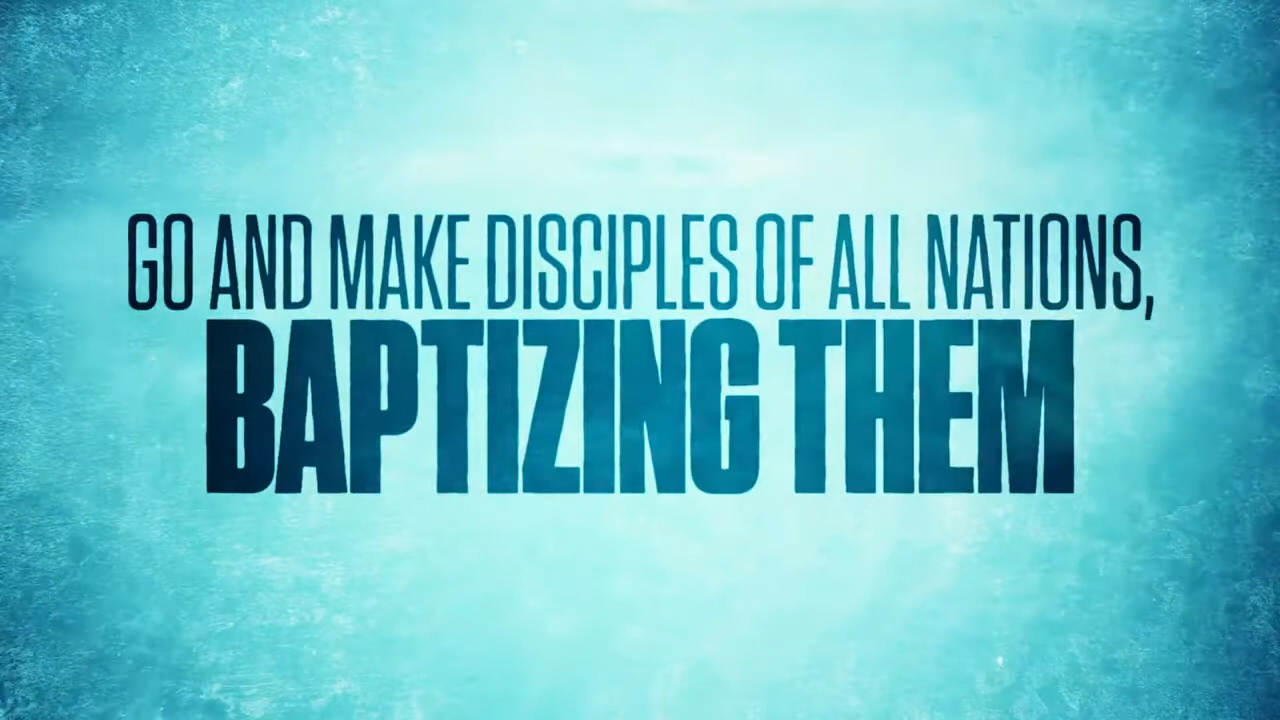 GO AND MAKE DISCIPLES OF ALL NATIONS,
BAPTIZING THEM